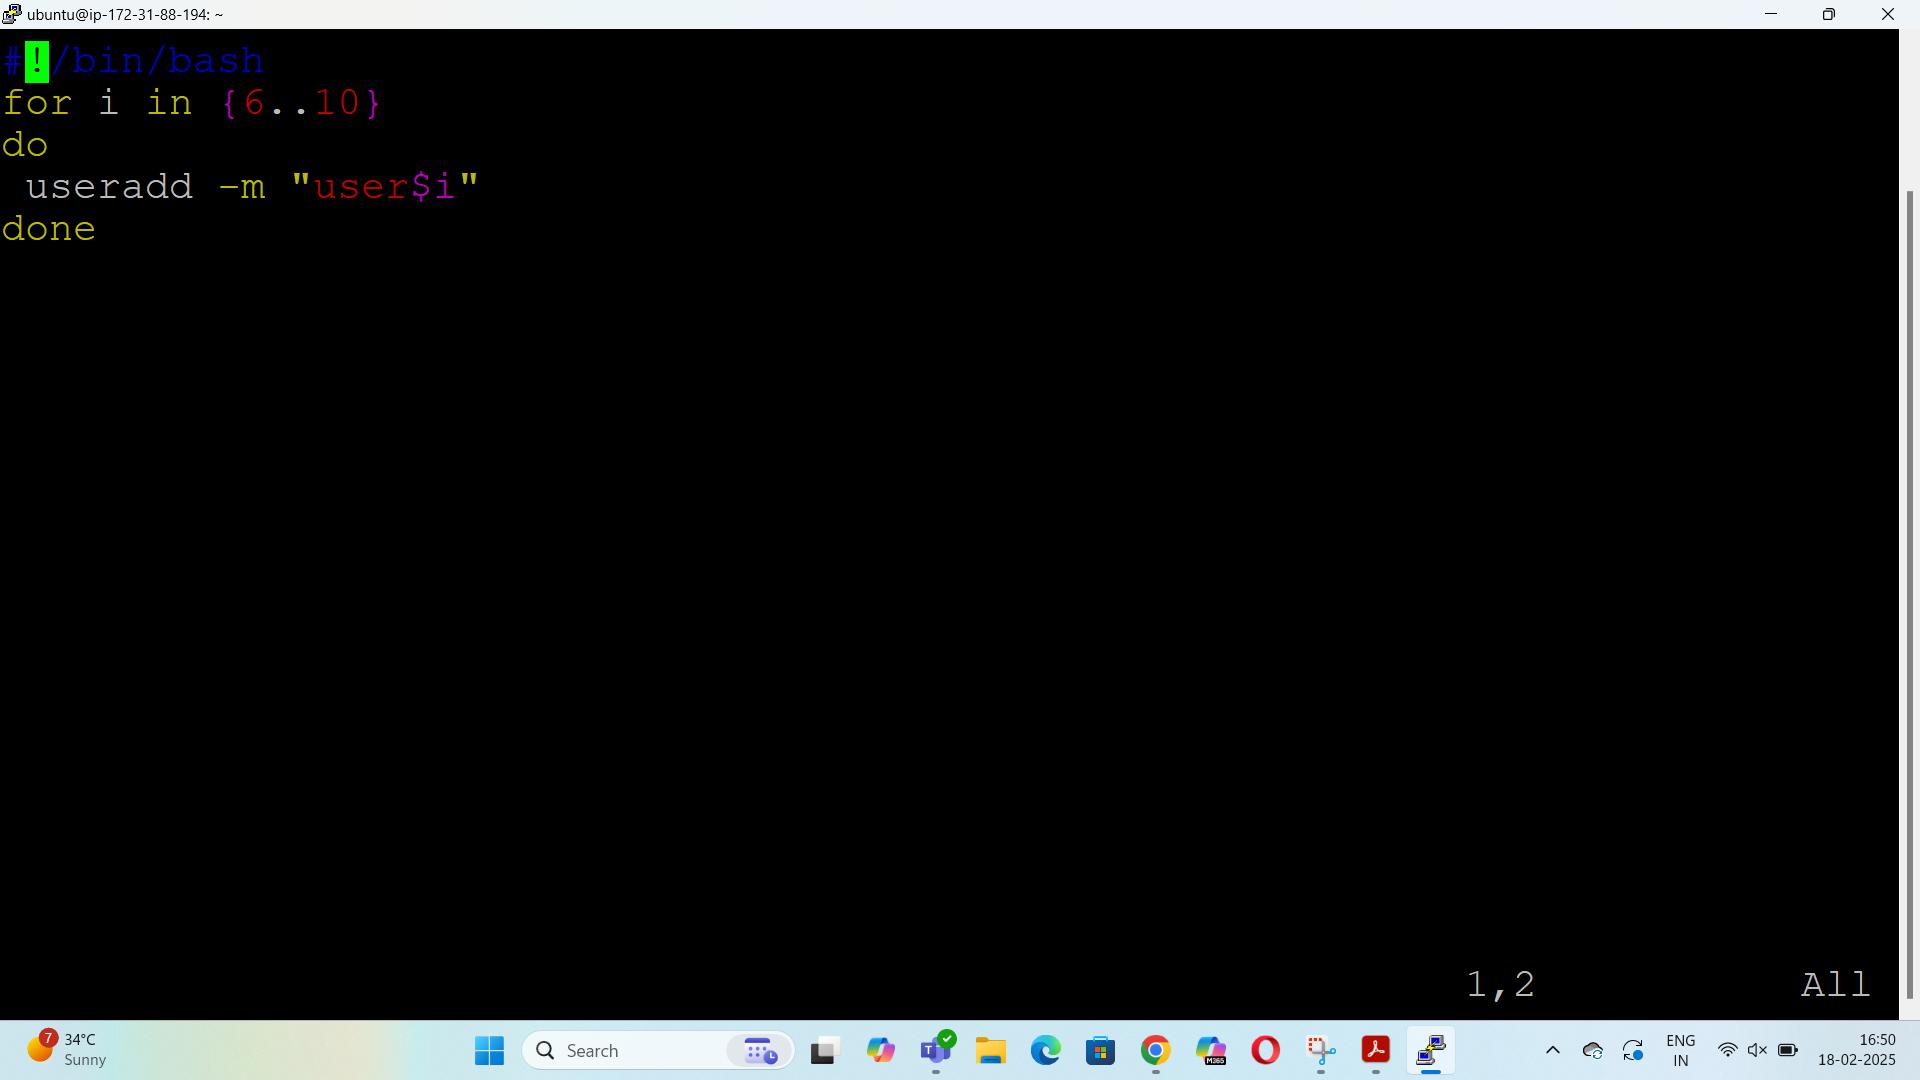 ubuntu@ip-172-31-88-194: ~
#!/bin/bash
for i in {6..10}
do
 useradd -m "user$i"
done
1,2 All
7
34°C
Sunny
Search
T
M365
ENG
IN
16:50
18-02-2025